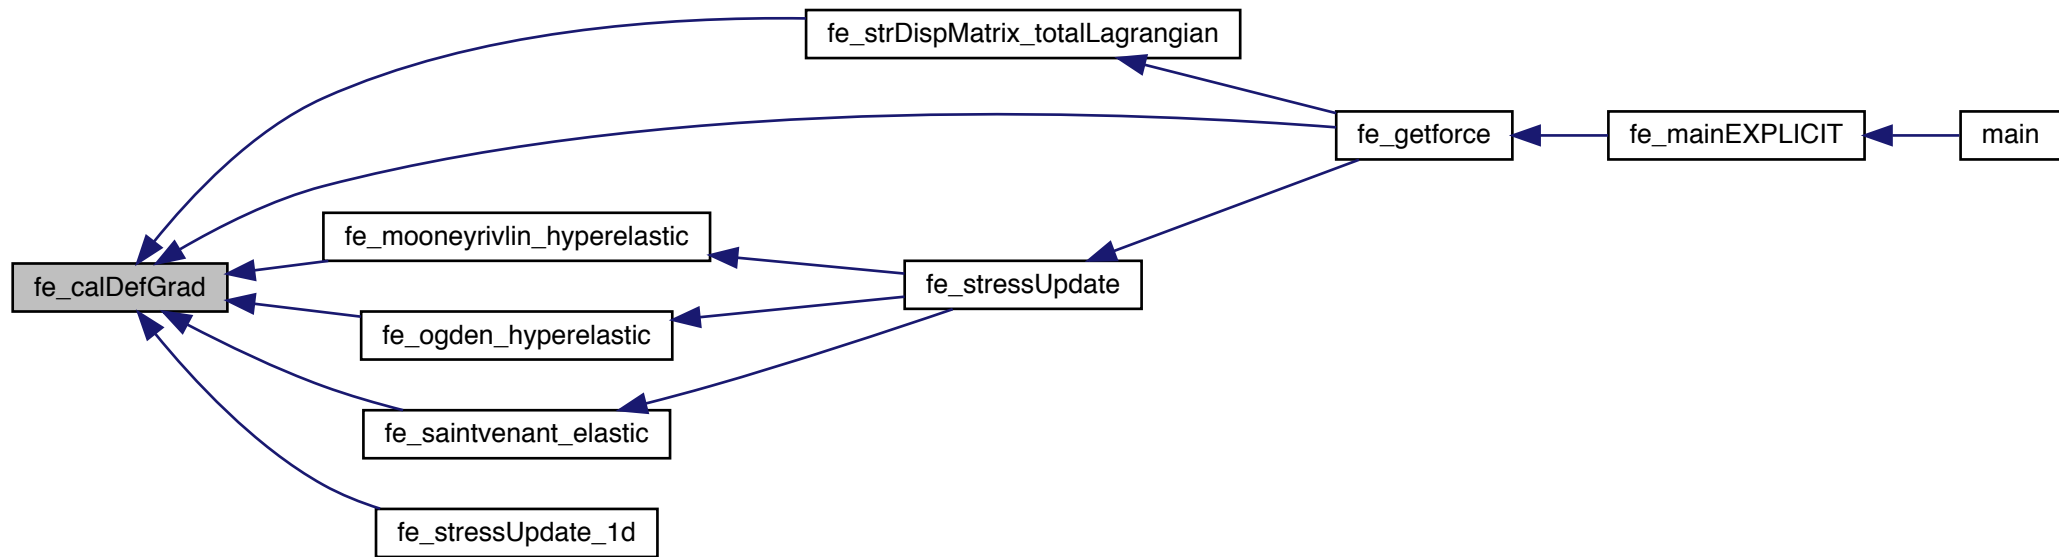 fe_strDispMatrix_totalLagrangian
fe_getforce
fe_mainEXPLICIT
main
fe_mooneyrivlin_hyperelastic
fe_calDefGrad
fe_stressUpdate
fe_ogden_hyperelastic
fe_saintvenant_elastic
fe_stressUpdate_1d